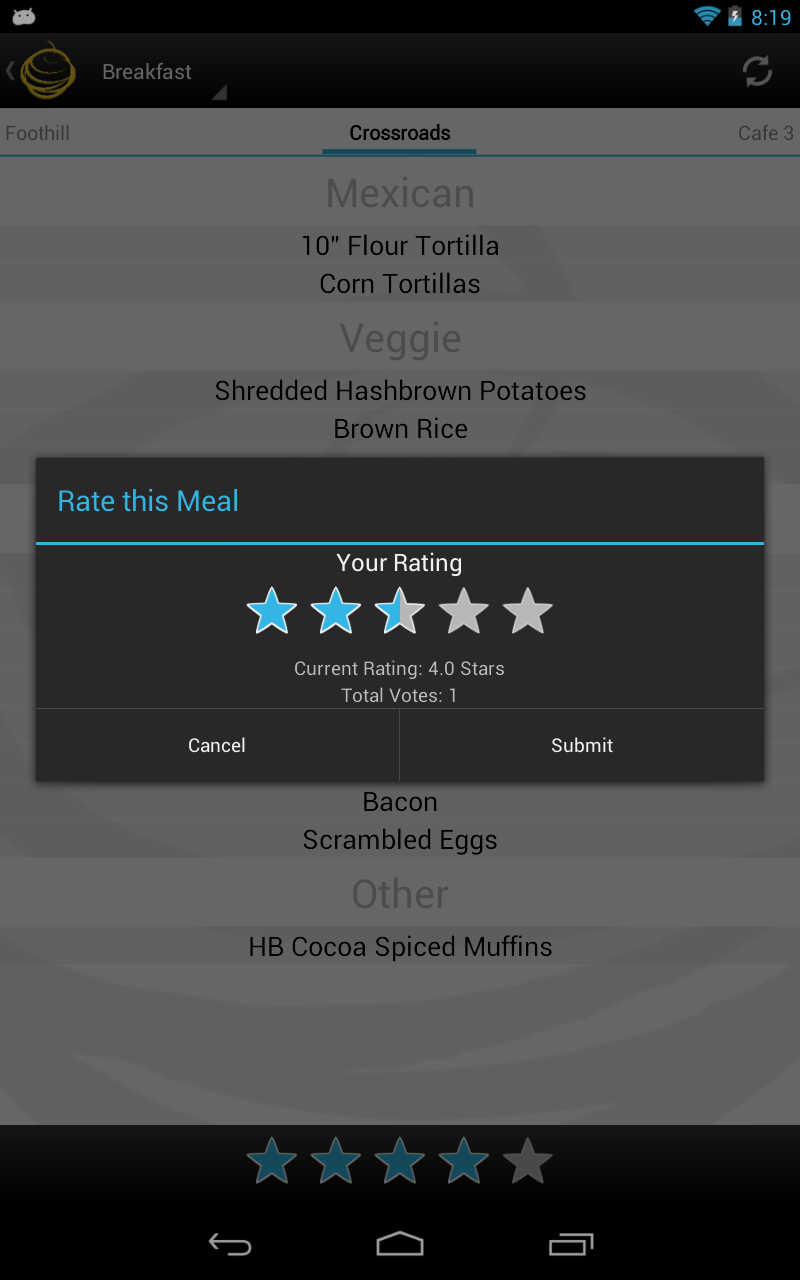 8:19
Breakfast
Foothill Crossroads Cafe 3
Mexican
10" Flour Tortilla
Corn Tortillas
Veggie
Shredded Hashbrown Potatoes
Brown Rice
Rate this Meal
Your Rating
Current Rating: 4.0 Stars
Total Votes: 1
Cancel Submit
Bacon
Scrambled Eggs
Other
HB Cocoa Spiced Muffins